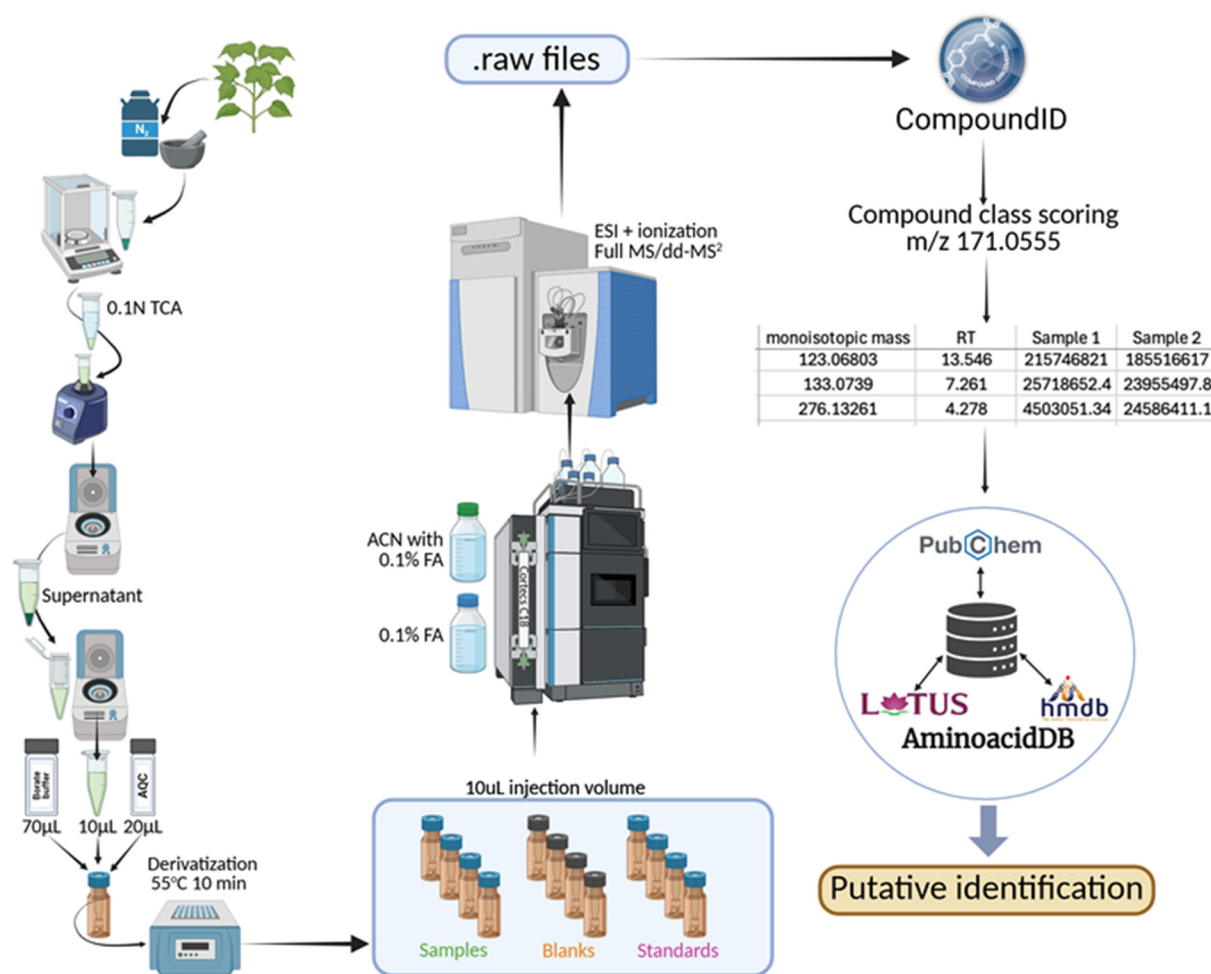 N₂
0.1N TCA
Supernatant
Borate
buffer
AQC
70µL
10µL
20µL
Derivatization
55°C 10 min
10uL injection volume
Samples
Blanks
Standards
ACN with
0.1% FA
0.1% FA
Cortecs C18
ESI + ionization
Full MS/dd-MS²
.raw files
COMPOUND DISCOVERER
CompoundID
Compound class scoring
m/z 171.0555
monoisotopic mass RT Sample 1 Sample 2
123.06803 13.546 215746821 185516617
133.0739 7.261 25718652.4 23955497.8
276.13261 4.278 4503051.34 24586411.1
PubChem
LOTUS
hmdb
AminoacidDB
Putative identification